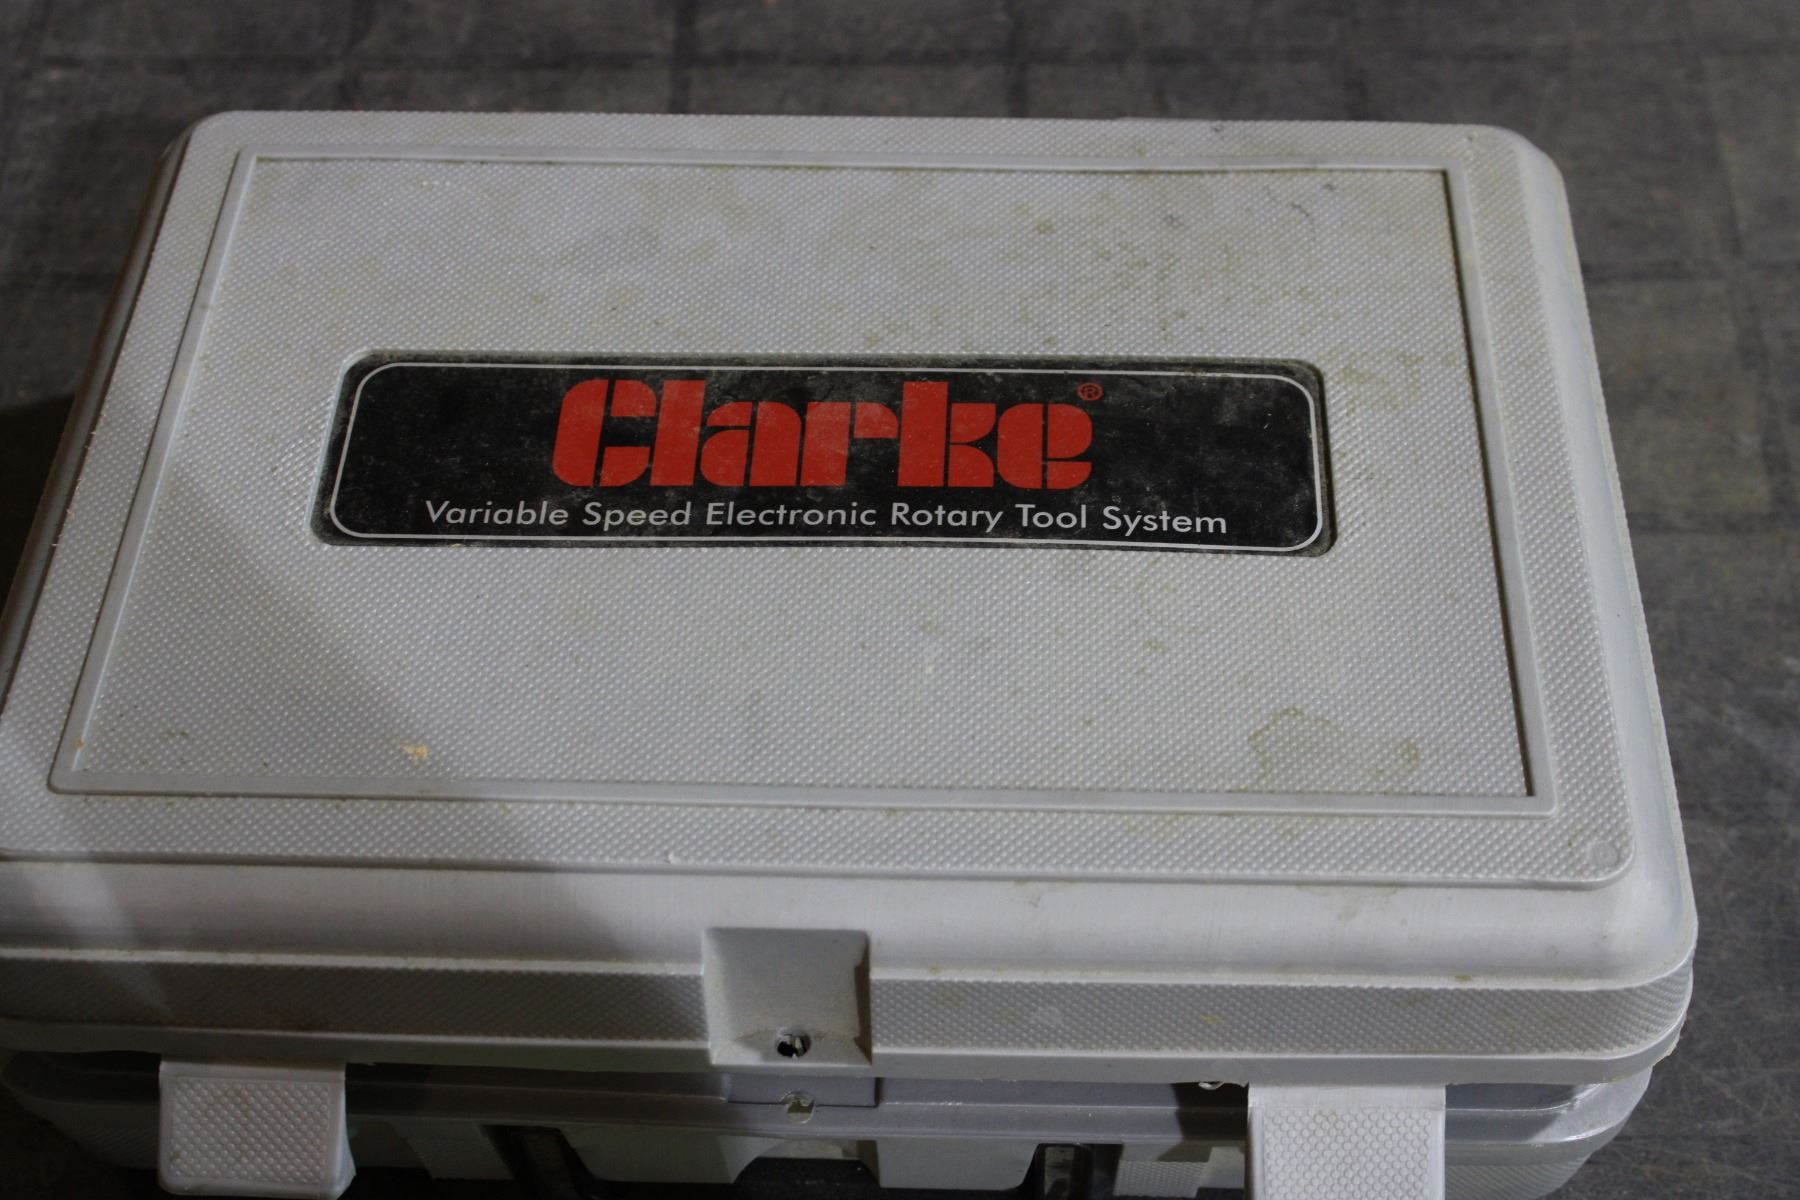 Clarke®
Variable Speed Electronic Rotary Tool System